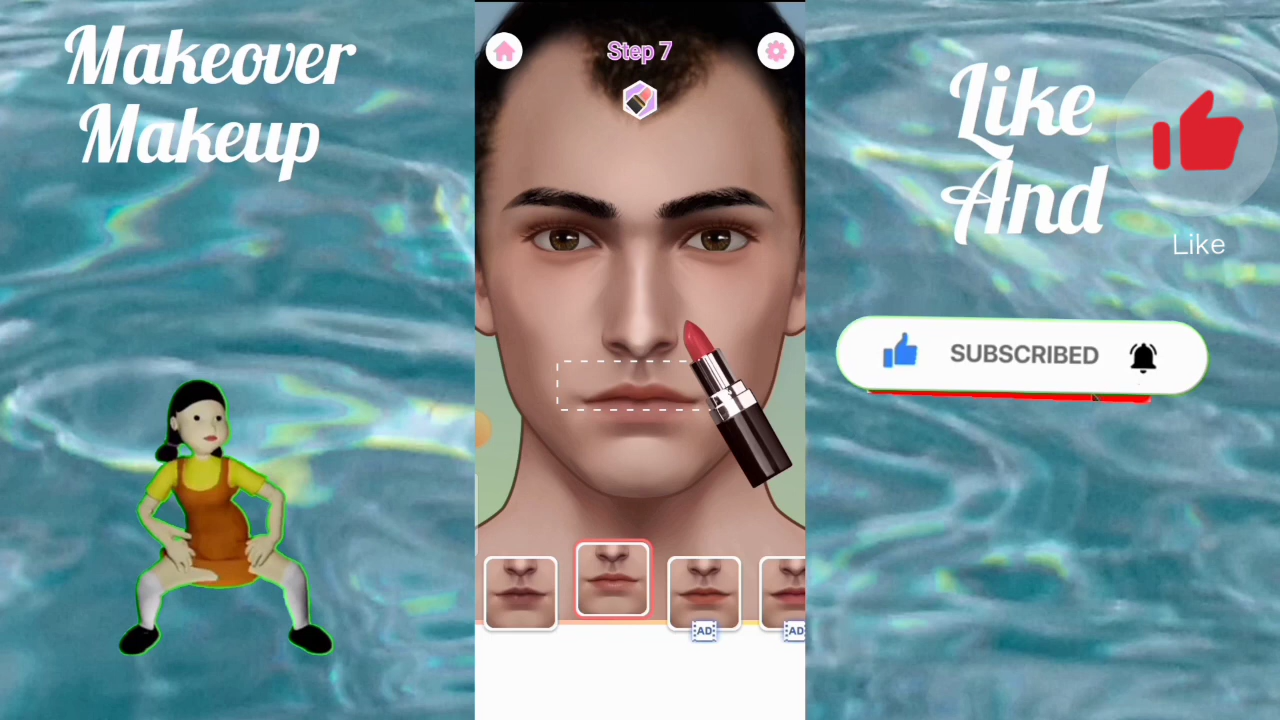 Makeover
Makeup
Step 7
AD
AD
Like
And
Like
SUBSCRIBED